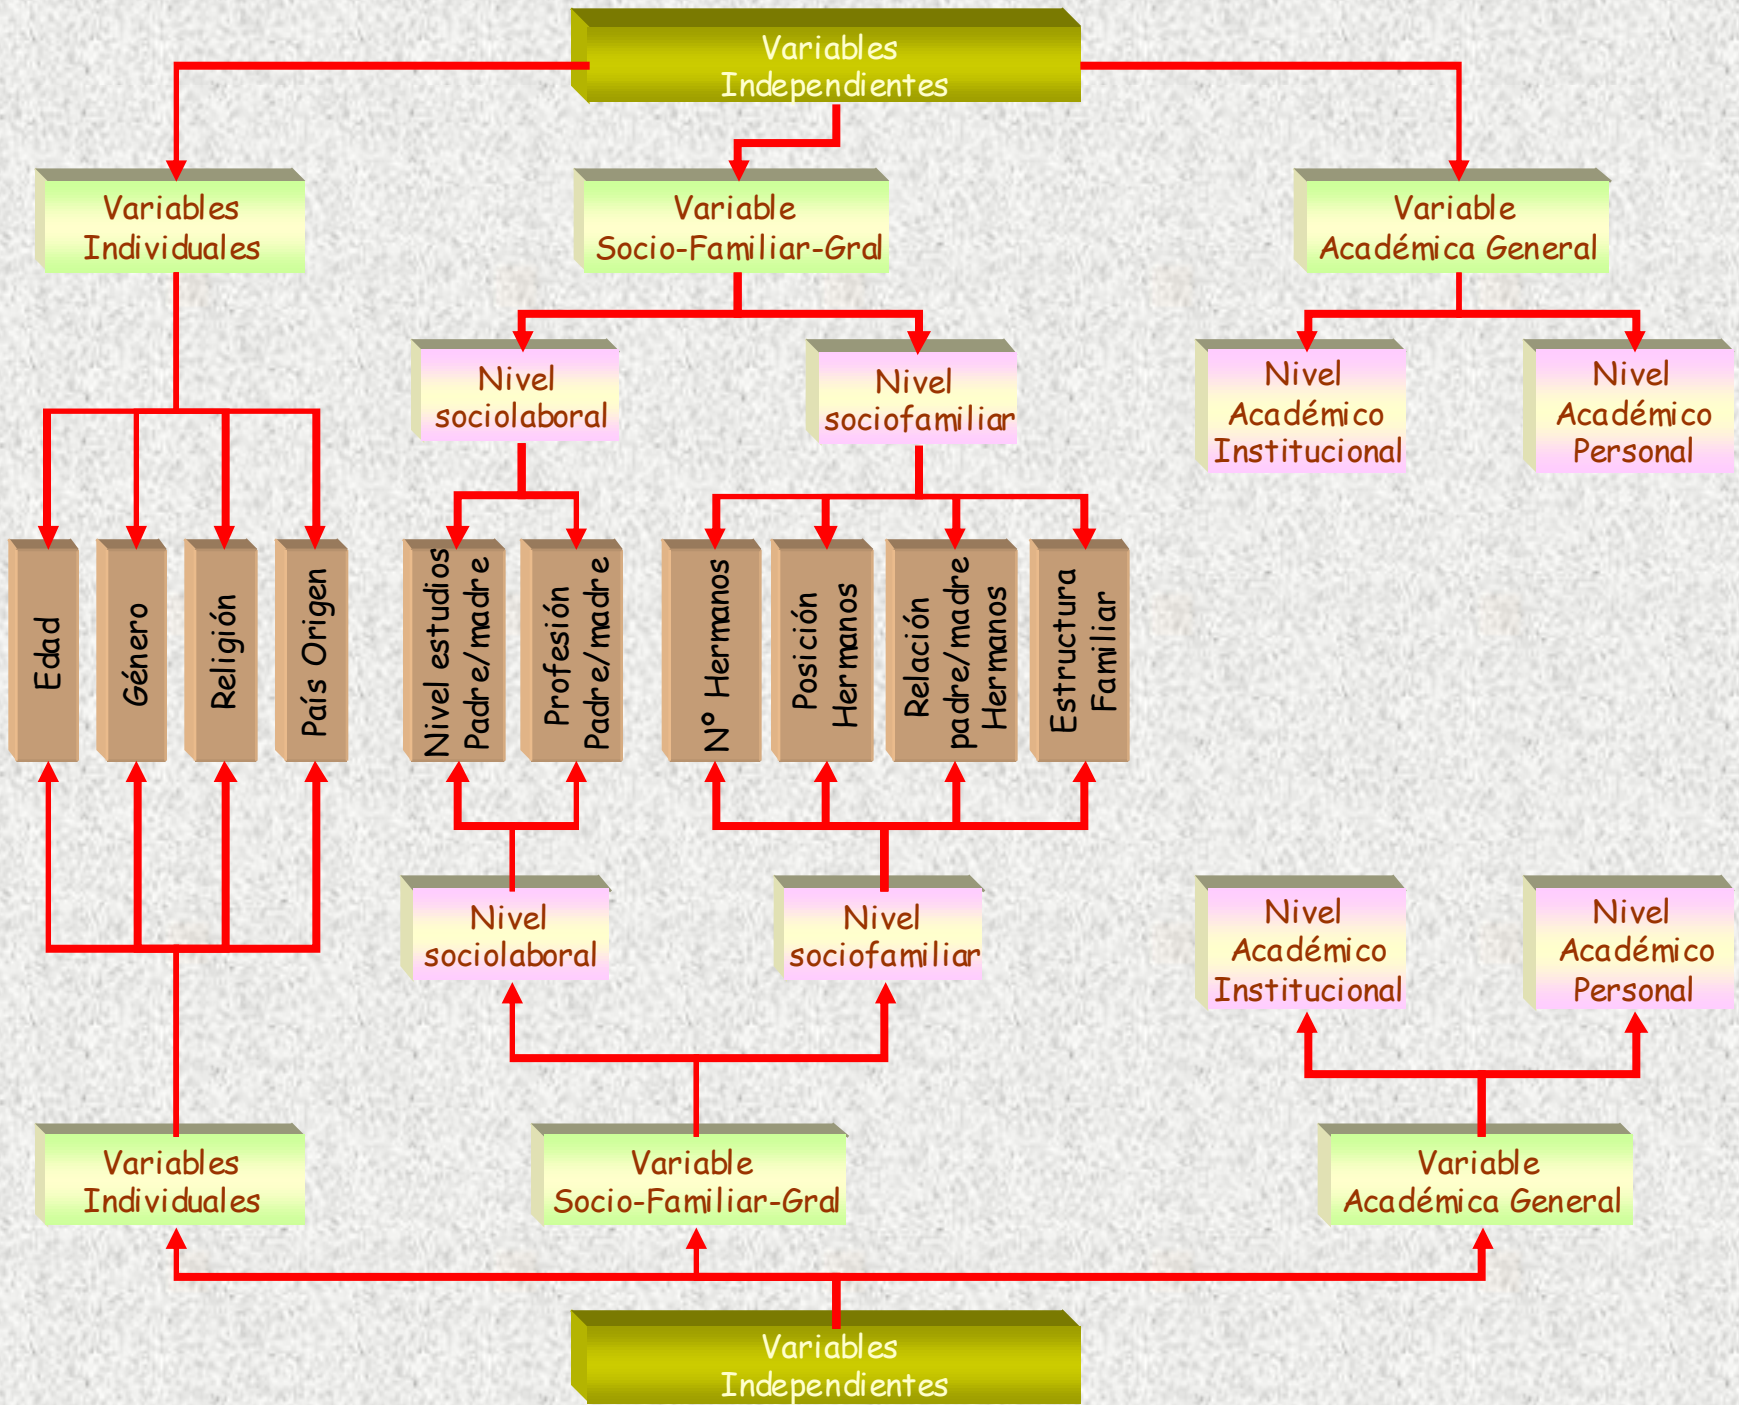 Variables
Independientes
Variables
Individuales
Variable
Socio-Familiar-Gral
Variable
Académica General
Nivel
sociolaboral
Nivel
sociofamiliar
Nivel
Académico
Institucional
Nivel
Académico
Personal
Edad
Género
Religión
País Origen
Nivel estudios
Padre/madre
Profesión
Padre/madre
Nº Hermanos
Posición
Hermanos
Relación
padre/madre
Hermanos
Estructura
Familiar
Nivel
sociolaboral
Nivel
sociofamiliar
Nivel
Académico
Institucional
Nivel
Académico
Personal
Variables
Individuales
Variable
Socio-Familiar-Gral
Variable
Académica General
Variables
Independientes